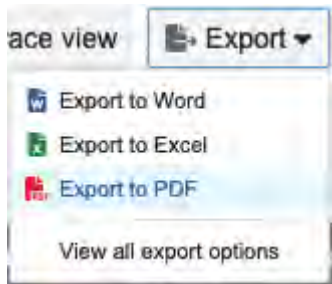 ace view Export
Export to Word
Export to Excel
Export to PDF
View all export options